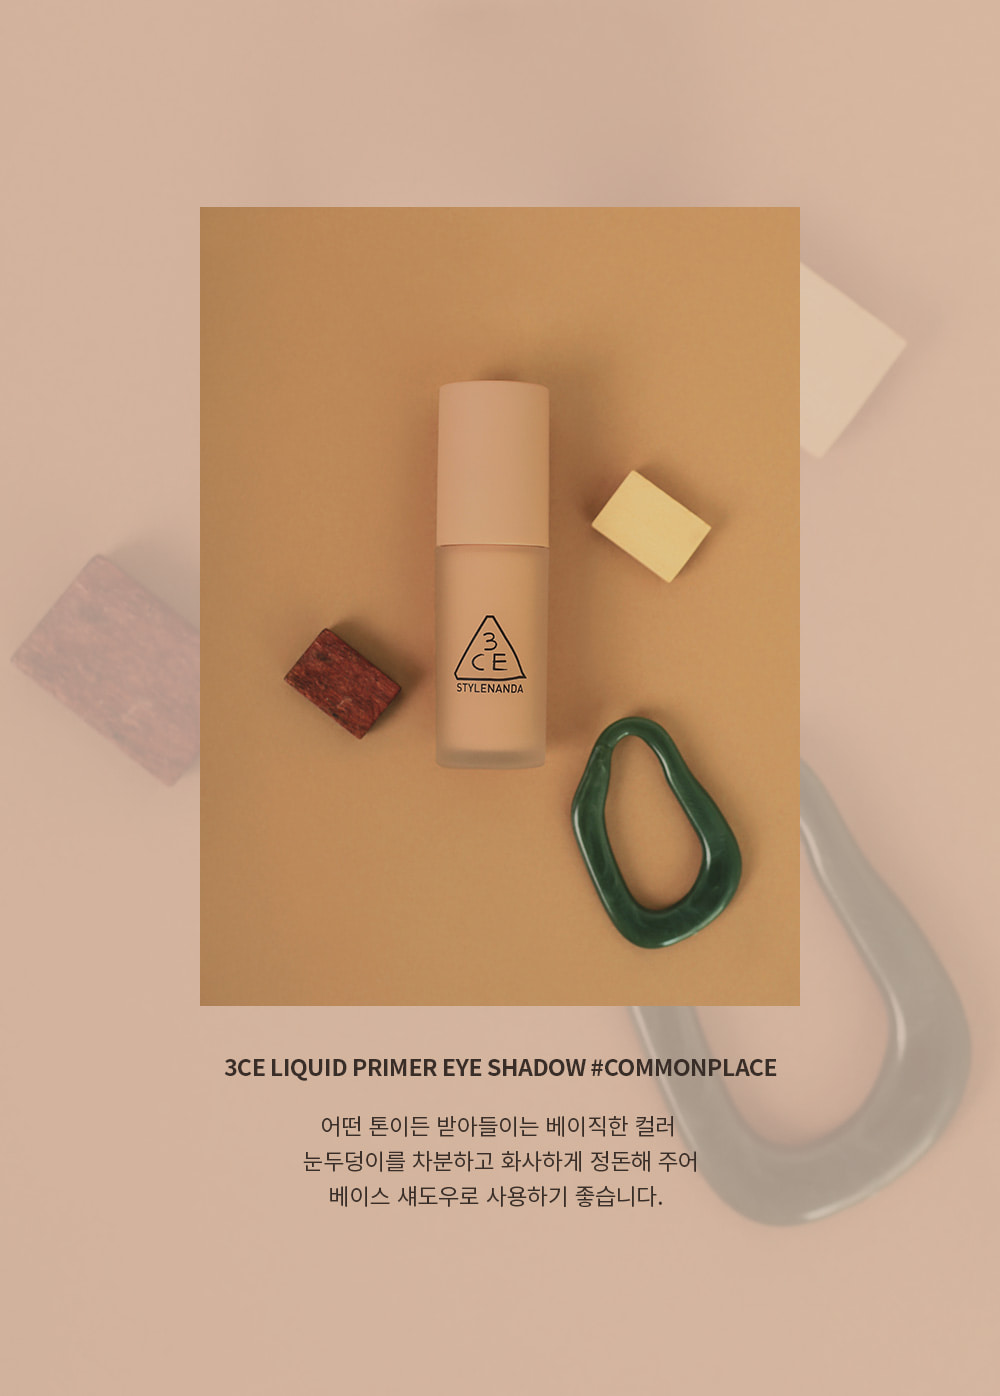 3
CE
STYLENANDA
3CE LIQUID PRIMER EYE SHADOW #COMMONPLACE
어떤 톤이든 받아들이는 베이직한 컬러
눈두덩이를 차분하고 화사하게 정돈해 주어
베이스 섀도우로 사용하기 좋습니다.